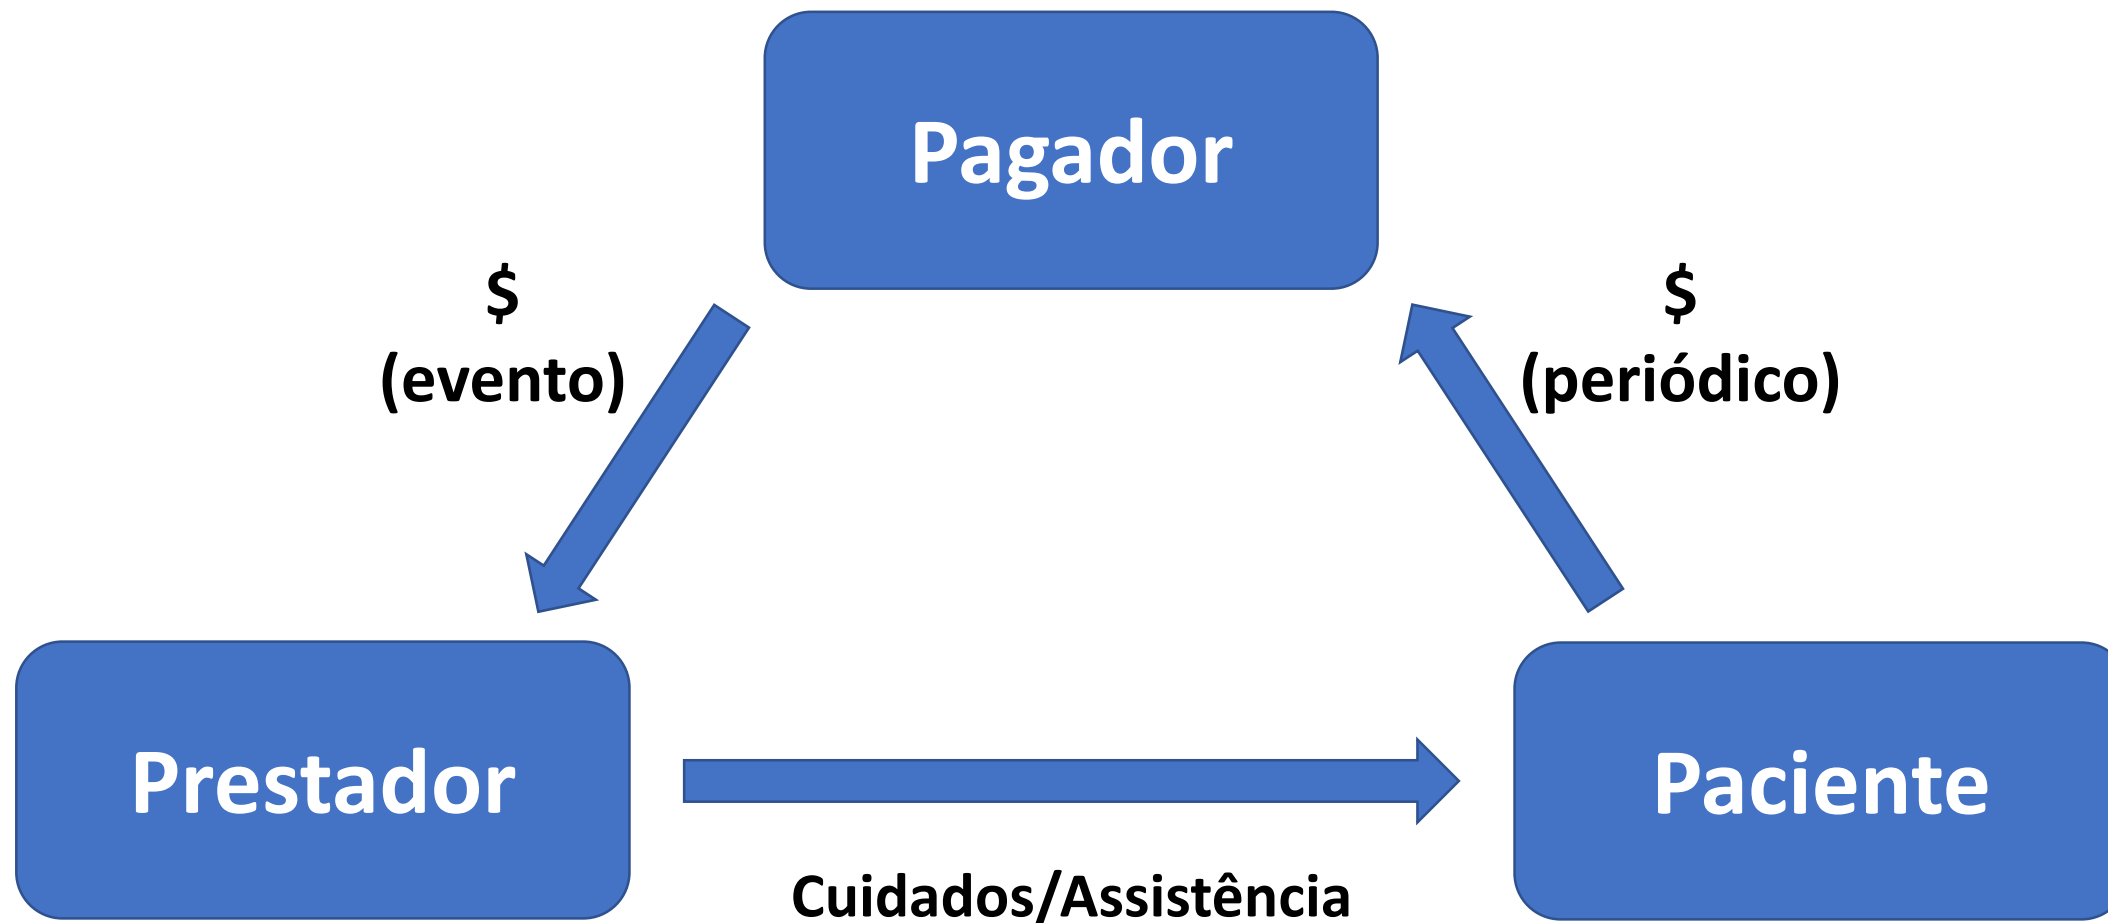 Pagador
$
(evento)
$
(periódico)
Prestador
Paciente
Cuidados/Assistência